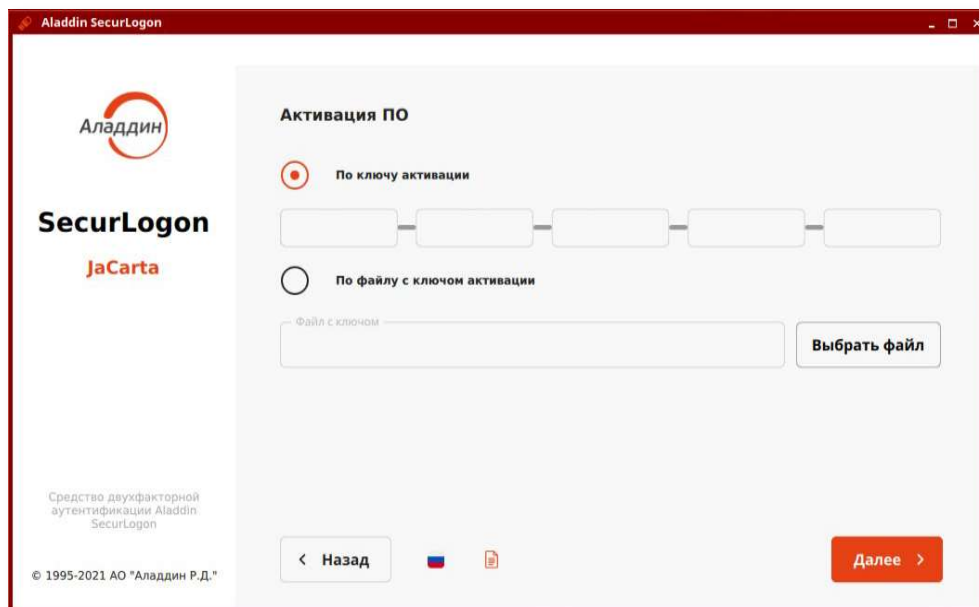 Aladdin SecurLogon
Аладдин
SecurLogon
JaCarta
Средство двухфакторной
аутентификации Aladdin
SecurLogon
© 1995-2021 АО "Аладдин Р.Д."
Активация ПО
По ключу активации
По файлу с ключом активации
Файл с ключом
Выбрать файл
Назад
Далее